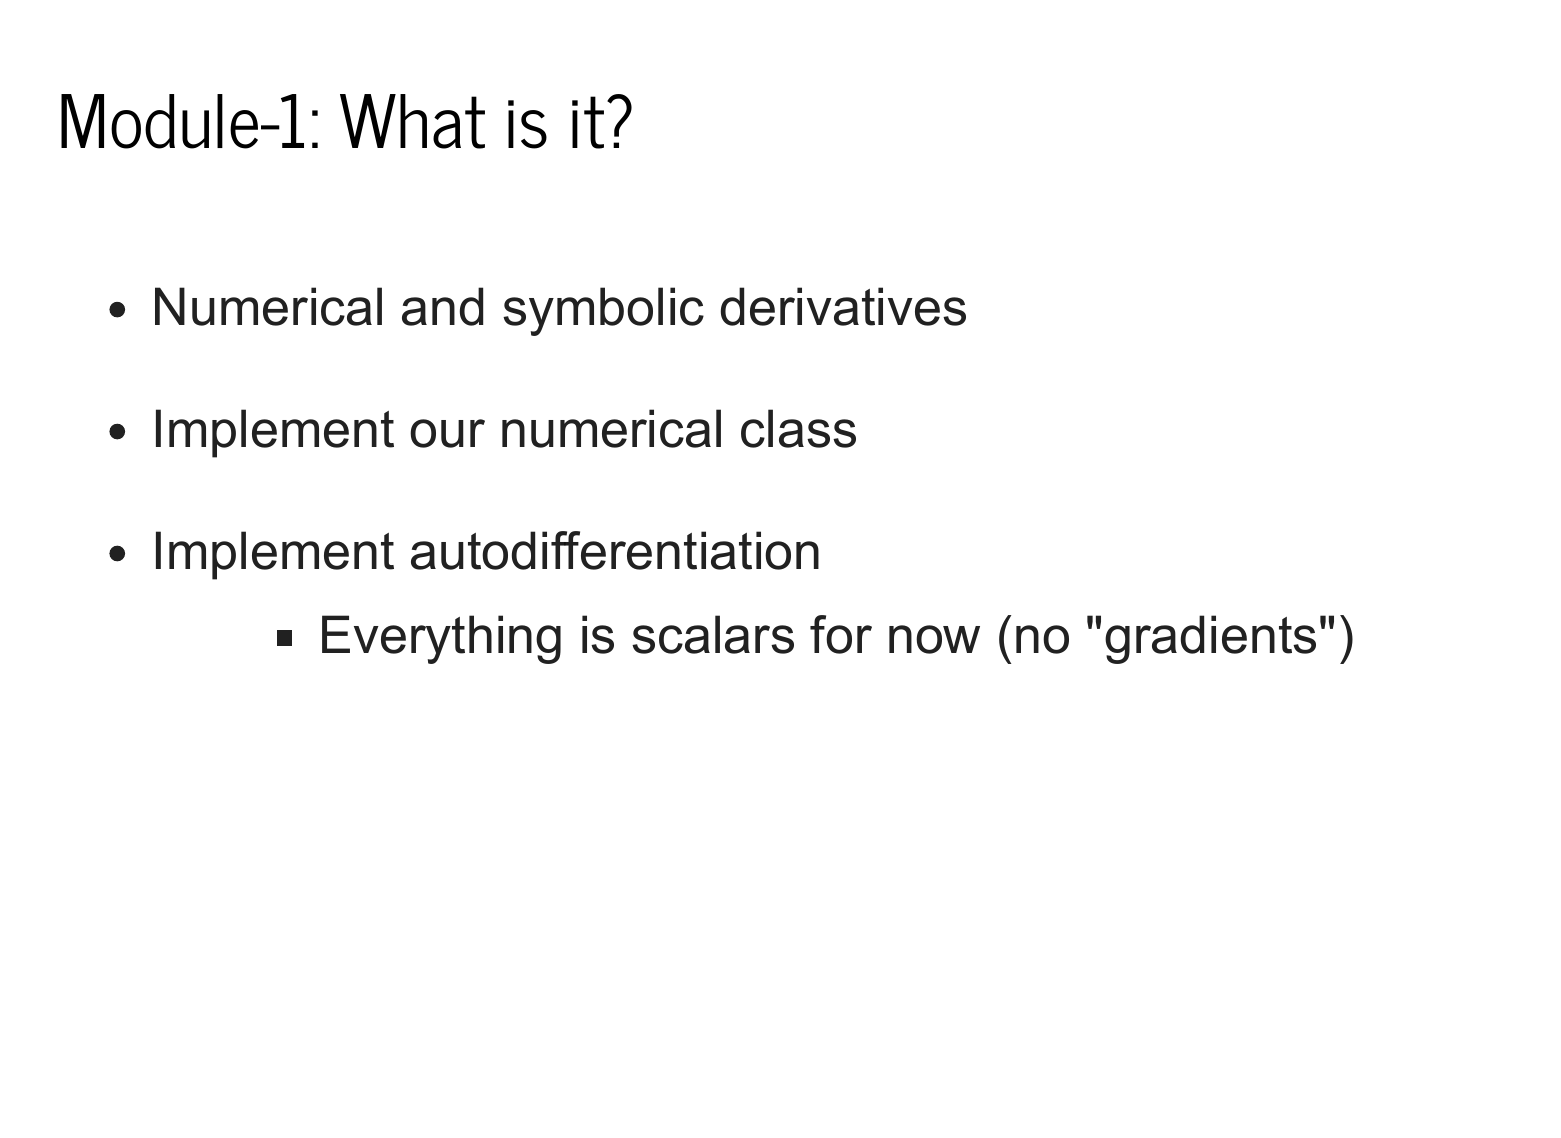 Module-1: What is it?
Numerical and symbolic derivatives
Implement our numerical class
Implement autodifferentiation
Everything is scalars for now (no "gradients")